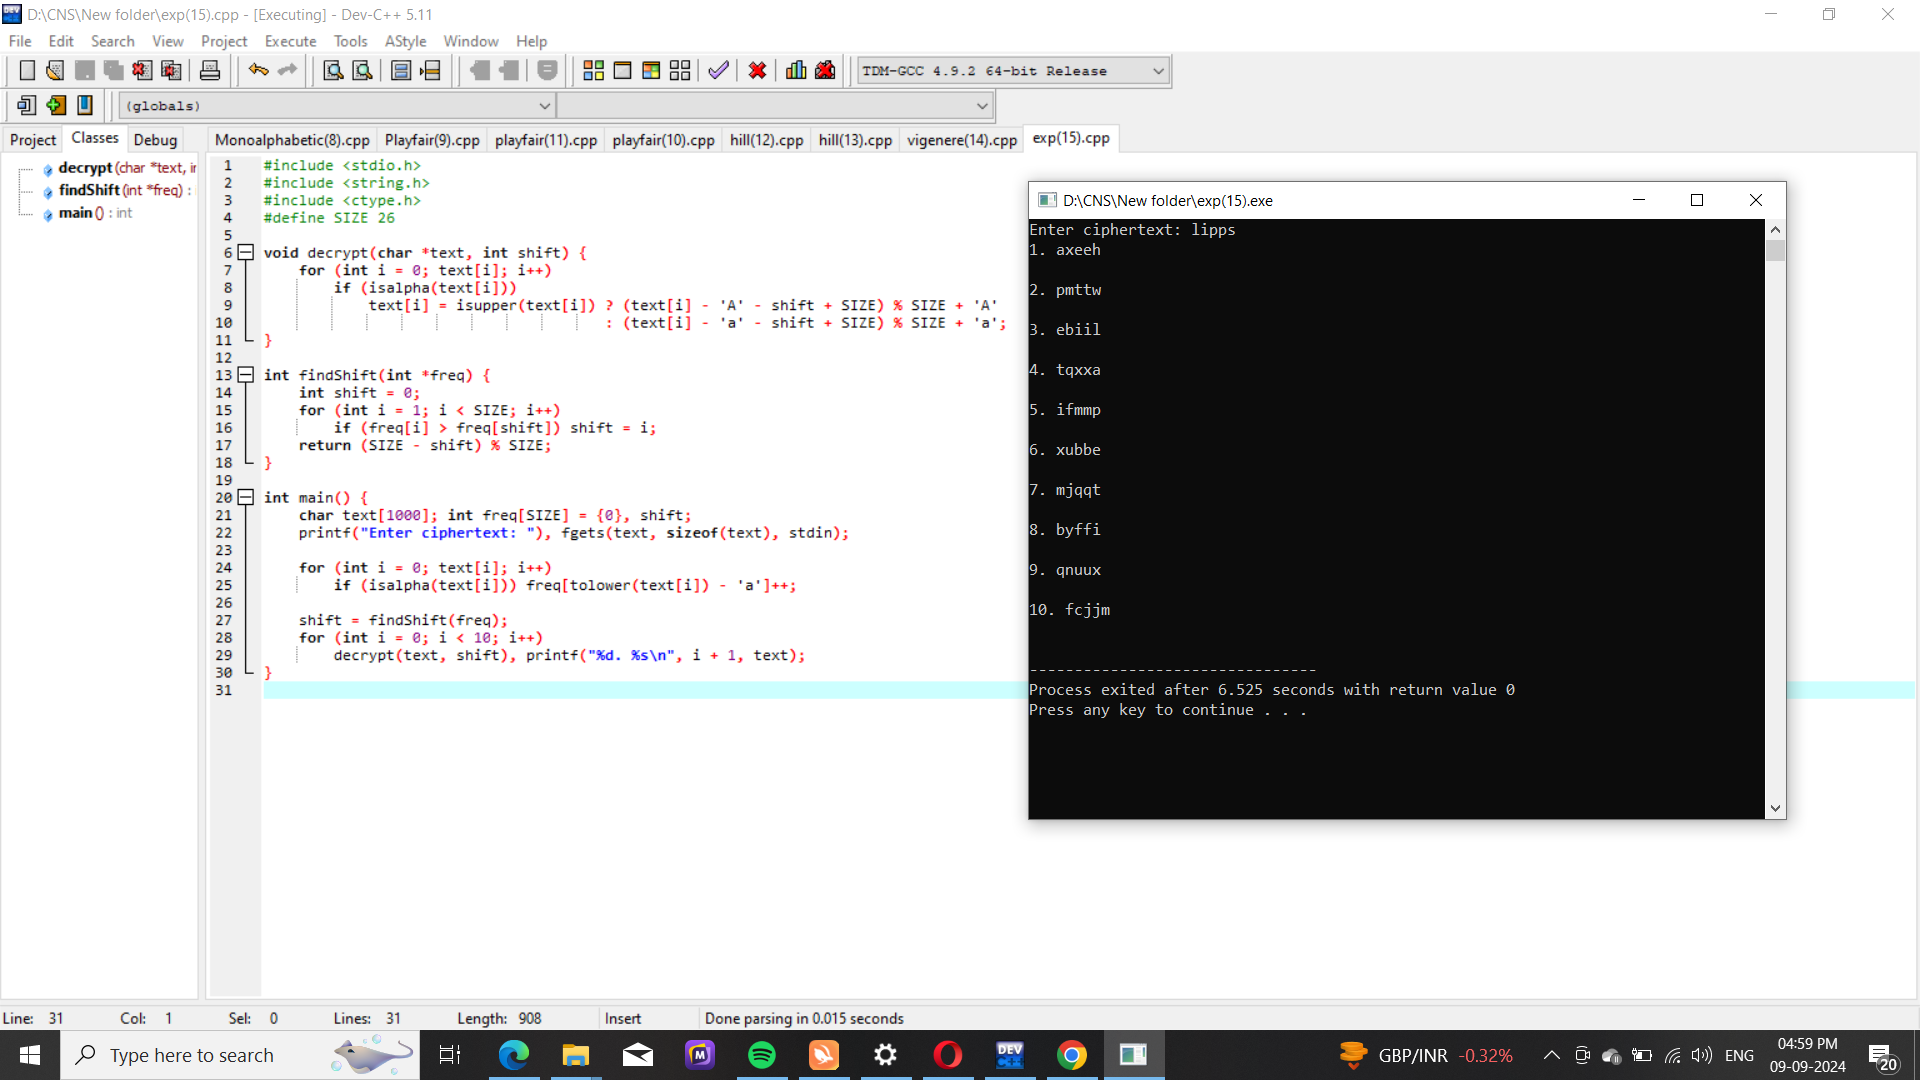 D:\CNS\New folder\exp(15).cpp - [Executing] - Dev-C++ 5.11
File Edit Search View Project Execute Tools AStyle Window Help
TDM-GCC 4.9.2 64-bit Release
(globals)
Project Classes Debug
Monoalphabetic(8).cpp Playfair(9).cpp playfair(11).cpp playfair(10).cpp hill(12).cpp hill(13).cpp vigenere(14).cpp exp(15).cpp
decrypt (char *text, in
findShift (int *freq) :
main () : int
1 #include <stdio.h>
2 #include <string.h>
3 #include <ctype.h>
4 #define SIZE 26
5
6 void decrypt(char *text, int shift) {
7 for (int i = 0; text[i]; i++)
8 if (isalpha(text[i]))
9 text[i] = isupper(text[i]) ? (text[i] - 'A' - shift + SIZE) % SIZE + 'A'
10 : (text[i] - 'a' - shift + SIZE) % SIZE + 'a';
11 }
12
13 int findShift(int *freq) {
14 int shift = 0;
15 for (int i = 1; i < SIZE; i++)
16 if (freq[i] > freq[shift]) shift = i;
17 return (SIZE - shift) % SIZE;
18 }
19
20 int main() {
21 char text[1000]; int freq[SIZE] = {0}, shift;
22 printf("Enter ciphertext: "), fgets(text, sizeof(text), stdin);
23
24 for (int i = 0; text[i]; i++)
25 if (isalpha(text[i])) freq[tolower(text[i]) - 'a']++;
26
27 shift = findShift(freq);
28 for (int i = 0; i < 10; i++)
29 decrypt(text, shift), printf("%d. %s\n", i + 1, text);
30 }
31
D:\CNS\New folder\exp(15).exe
Enter ciphertext: lipps
1. axeeh
2. pmttw
3. ebiil
4. tqxxa
5. ifmmp
6. xubbe
7. mjqqt
8. byffi
9. qnuux
10. fcjjm
--------------------------------
Process exited after 6.525 seconds with return value 0
Press any key to continue . . .
Line: 31 Col: 1 Sel: 0 Lines: 31 Length: 908 Insert Done parsing in 0.015 seconds
Type here to search
M
DEV
C++
GBP/INR -0.32%
ENG
04:59 PM
09-09-2024
20